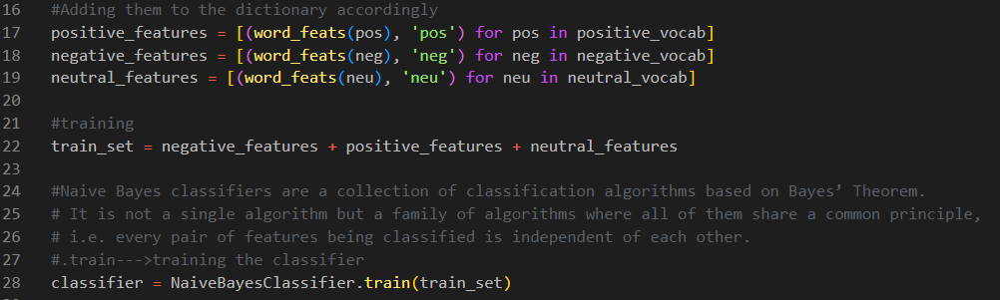 16 #Adding them to the dictionary accordingly
17 positive_features = [(word_feats(pos), 'pos') for pos in positive_vocab]
18 negative_features = [(word_feats(neg), 'neg') for neg in negative_vocab]
19 neutral_features = [(word_feats(neu), 'neu') for neu in neutral_vocab]
20
21 #training
22 train_set = negative_features + positive_features + neutral_features
23
24 #Naive Bayes classifiers are a collection of classification algorithms based on Bayes’ Theorem.
25 # It is not a single algorithm but a family of algorithms where all of them share a common principle,
26 # i.e. every pair of features being classified is independent of each other.
27 #.train--->training the classifier
28 classifier = NaiveBayesClassifier.train(train_set)